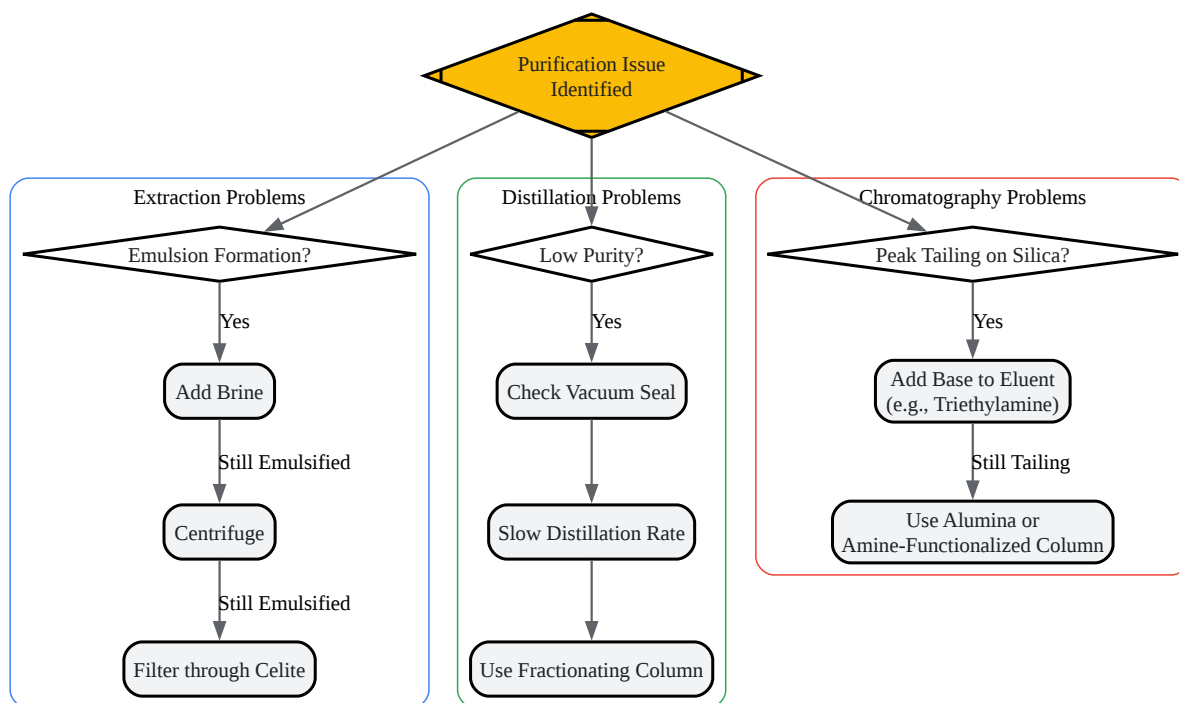 Purification Issue
Identified
Extraction Problems
Emulsion Formation?
Yes
Add Brine
Still Emulsified
Centrifuge
Still Emulsified
Filter through Celite
Distillation Problems
Low Purity?
Yes
Check Vacuum Seal
Slow Distillation Rate
Use Fractionating Column
Chromatography Problems
Peak Tailing on Silica?
Yes
Add Base to Eluent
(e.g., Triethylamine)
Still Tailing
Use Alumina or
Amine-Functionalized Column